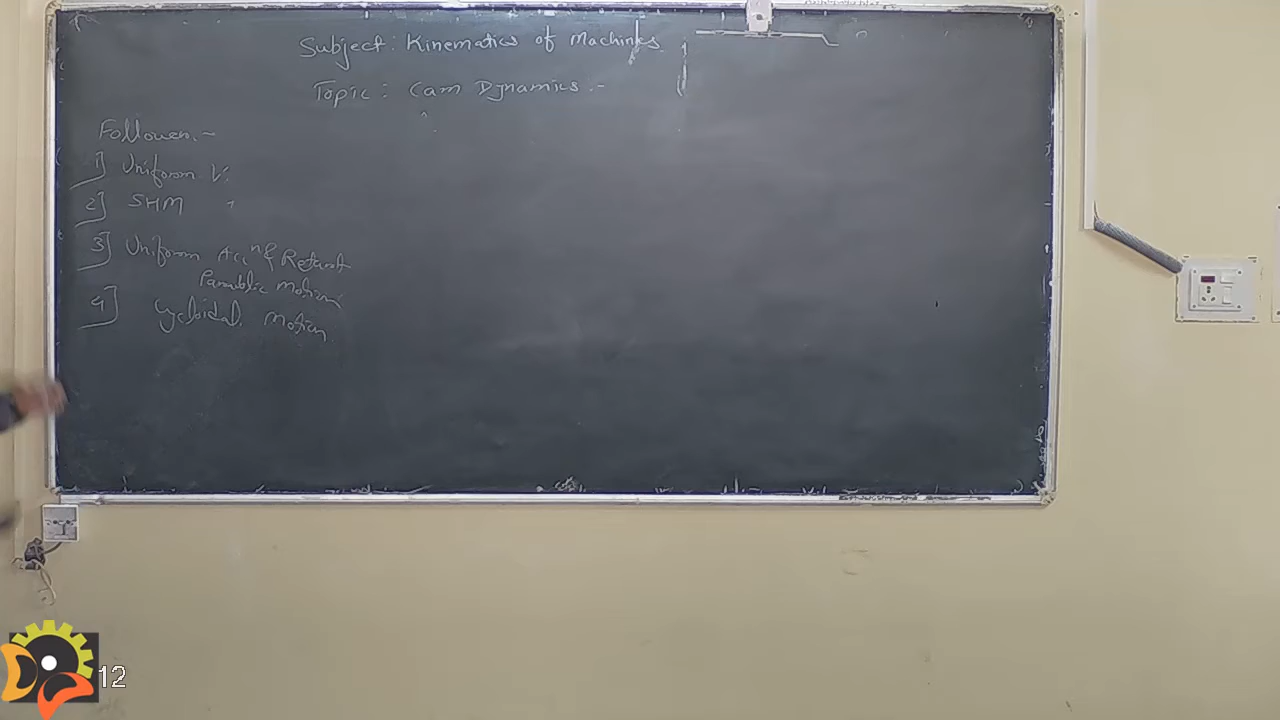 Subject: Kinematics of Machines.
Topic: Cam Dynamics.-
Follower.-
1] Uniform V.
2] SHM "
3] Uniform Accn & Retard
Parabolic Motion
4] Cycloidal. Motion
12